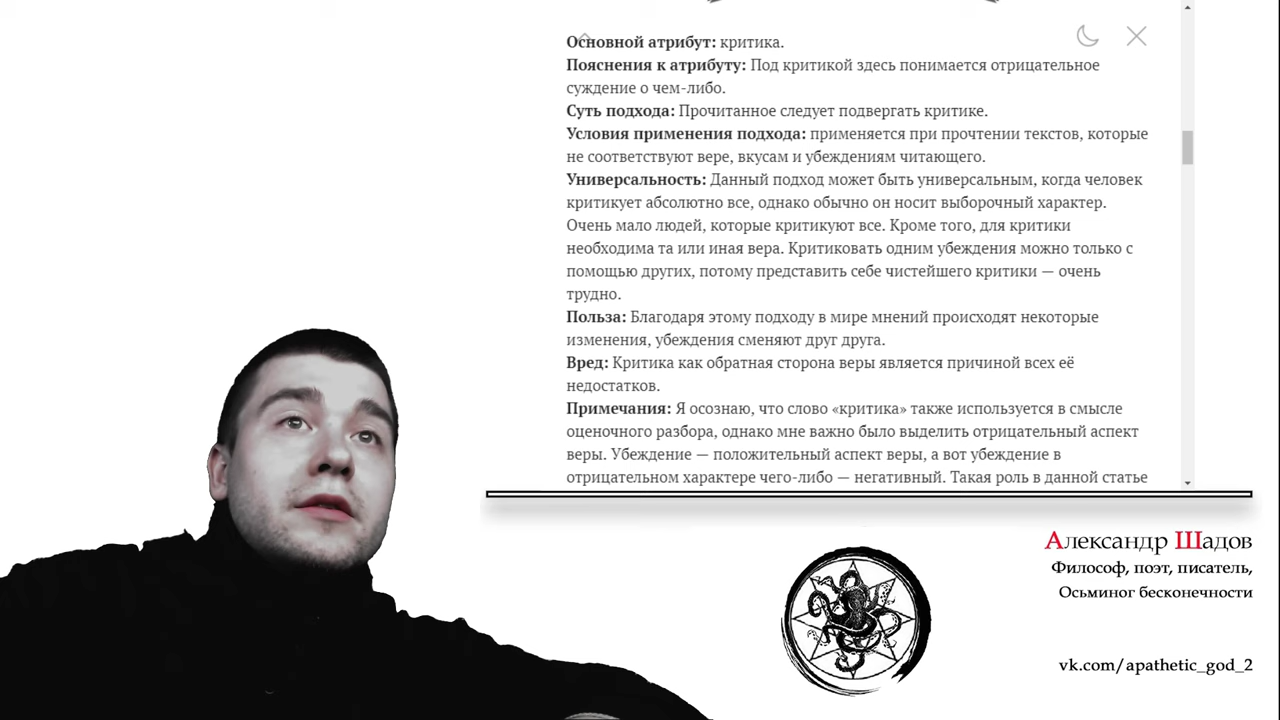 Основной атрибут: критика.
Пояснения к атрибуту: Под критикой здесь понимается отрицательное
суждение о чем-либо.
Суть подхода: Прочитанное следует подвергать критике.
Условия применения подхода: применяется при прочтении текстов, которые
не соответствуют вере, вкусам и убеждениям читающего.
Универсальность: Данный подход может быть универсальным, когда человек
критикует абсолютно все, однако обычно он носит выборочный характер.
Очень мало людей, которые критикуют все. Кроме того, для критики
необходима та или иная вера. Критиковать одним убеждения можно только с
помощью других, потому представить себе чистейшего критики — очень
трудно.
Польза: Благодаря этому подходу в мире мнений происходят некоторые
изменения, убеждения сменяют друг друга.
Вред: Критика как обратная сторона веры является причиной всех её
недостатков.
Примечания: Я осознаю, что слово «критика» также используется в смысле
оценочного разбора, однако мне важно было выделить отрицательный аспект
веры. Убеждение — положительный аспект веры, а вот убеждение в
отрицательном характере чего-либо — негативный. Такая роль в данной статье
Александр Шадов
Философ, поэт, писатель,
Осьминог бесконечности
vk.com/apathetic_god_2